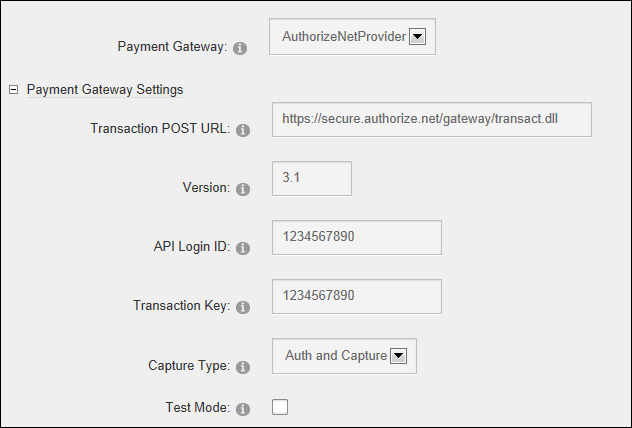 Payment Gateway: AuthorizeNetProvider
Payment Gateway Settings
Transaction POST URL: https://secure.authorize.net/gateway/transact.dll
Version: 3.1
API Login ID: 1234567890
Transaction Key: 1234567890
Capture Type: Auth and Capture
Test Mode: